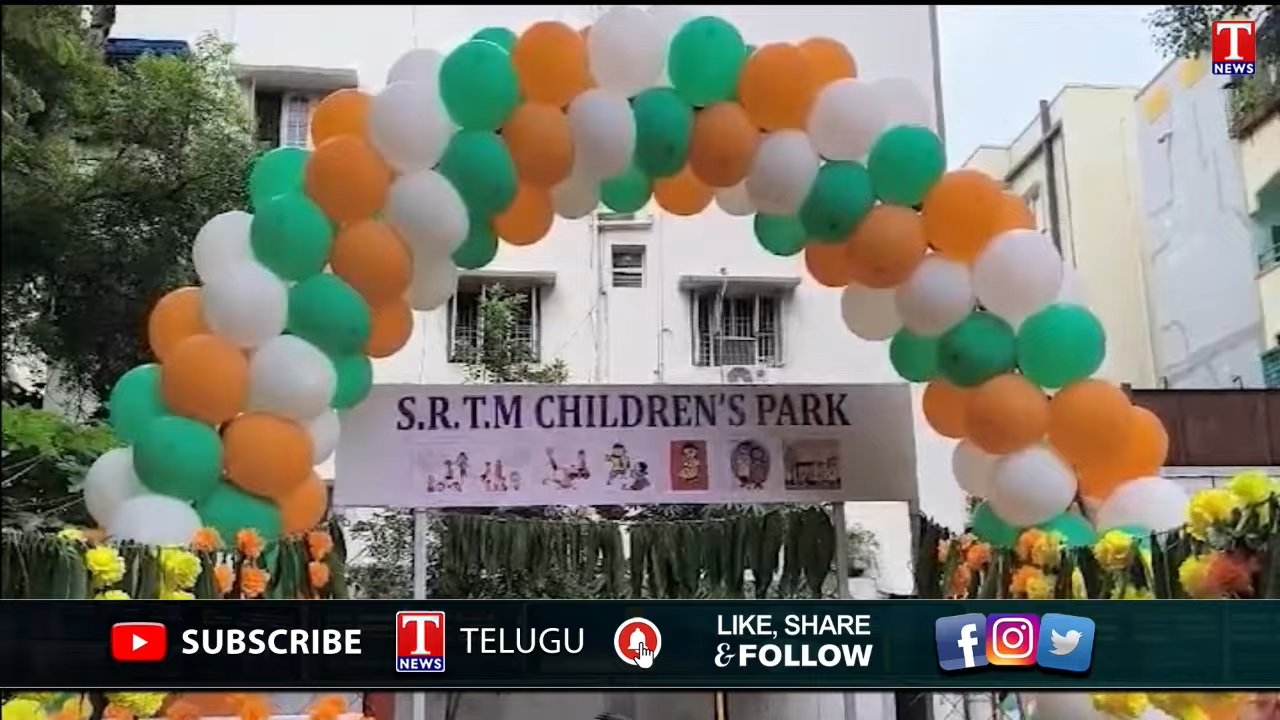 T
NEWS
S.R.T.M CHILDREN'S PARK
SUBSCRIBE
T
NEWS
TELUGU
LIKE, SHARE
& FOLLOW
f